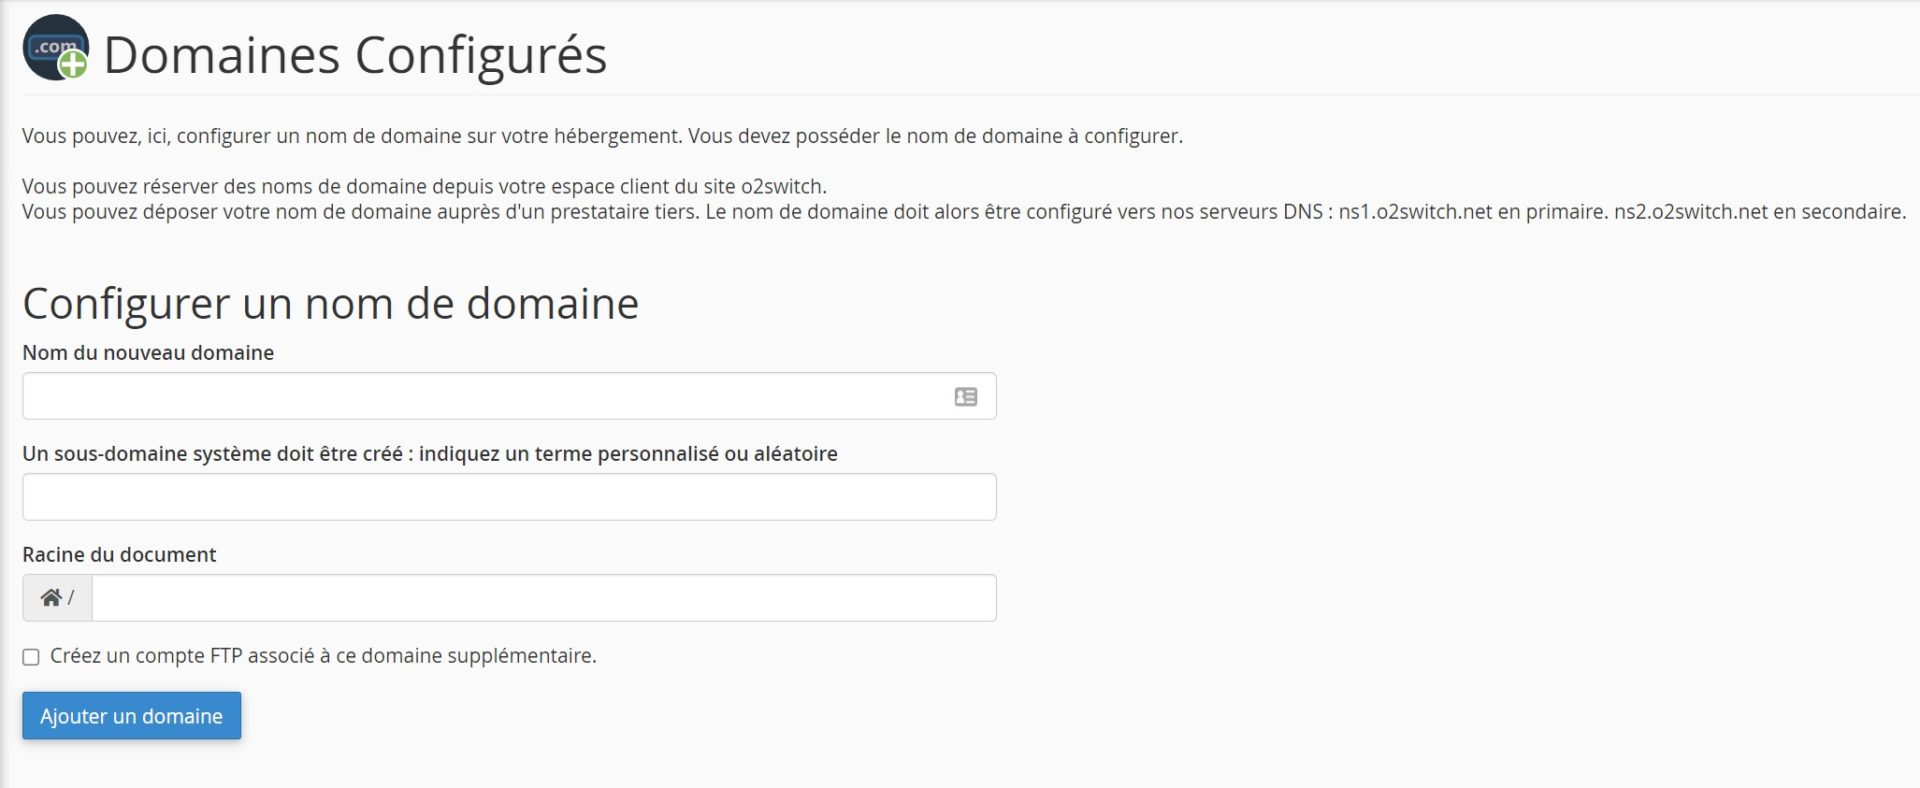 .com
Domaines Configurés
Vous pouvez, ici, configurer un nom de domaine sur votre hébergement. Vous devez posséder le nom de domaine à configurer.
Vous pouvez réserver des noms de domaine depuis votre espace client du site o2switch.
Vous pouvez déposer votre nom de domaine auprès d'un prestataire tiers. Le nom de domaine doit alors être configuré vers nos serveurs DNS : ns1.o2switch.net en primaire. ns2.o2switch.net en secondaire.
Configurer un nom de domaine
Nom du nouveau domaine
Un sous-domaine système doit être créé : indiquez un terme personnalisé ou aléatoire
Racine du document
/
Créez un compte FTP associé à ce domaine supplémentaire.
Ajouter un domaine